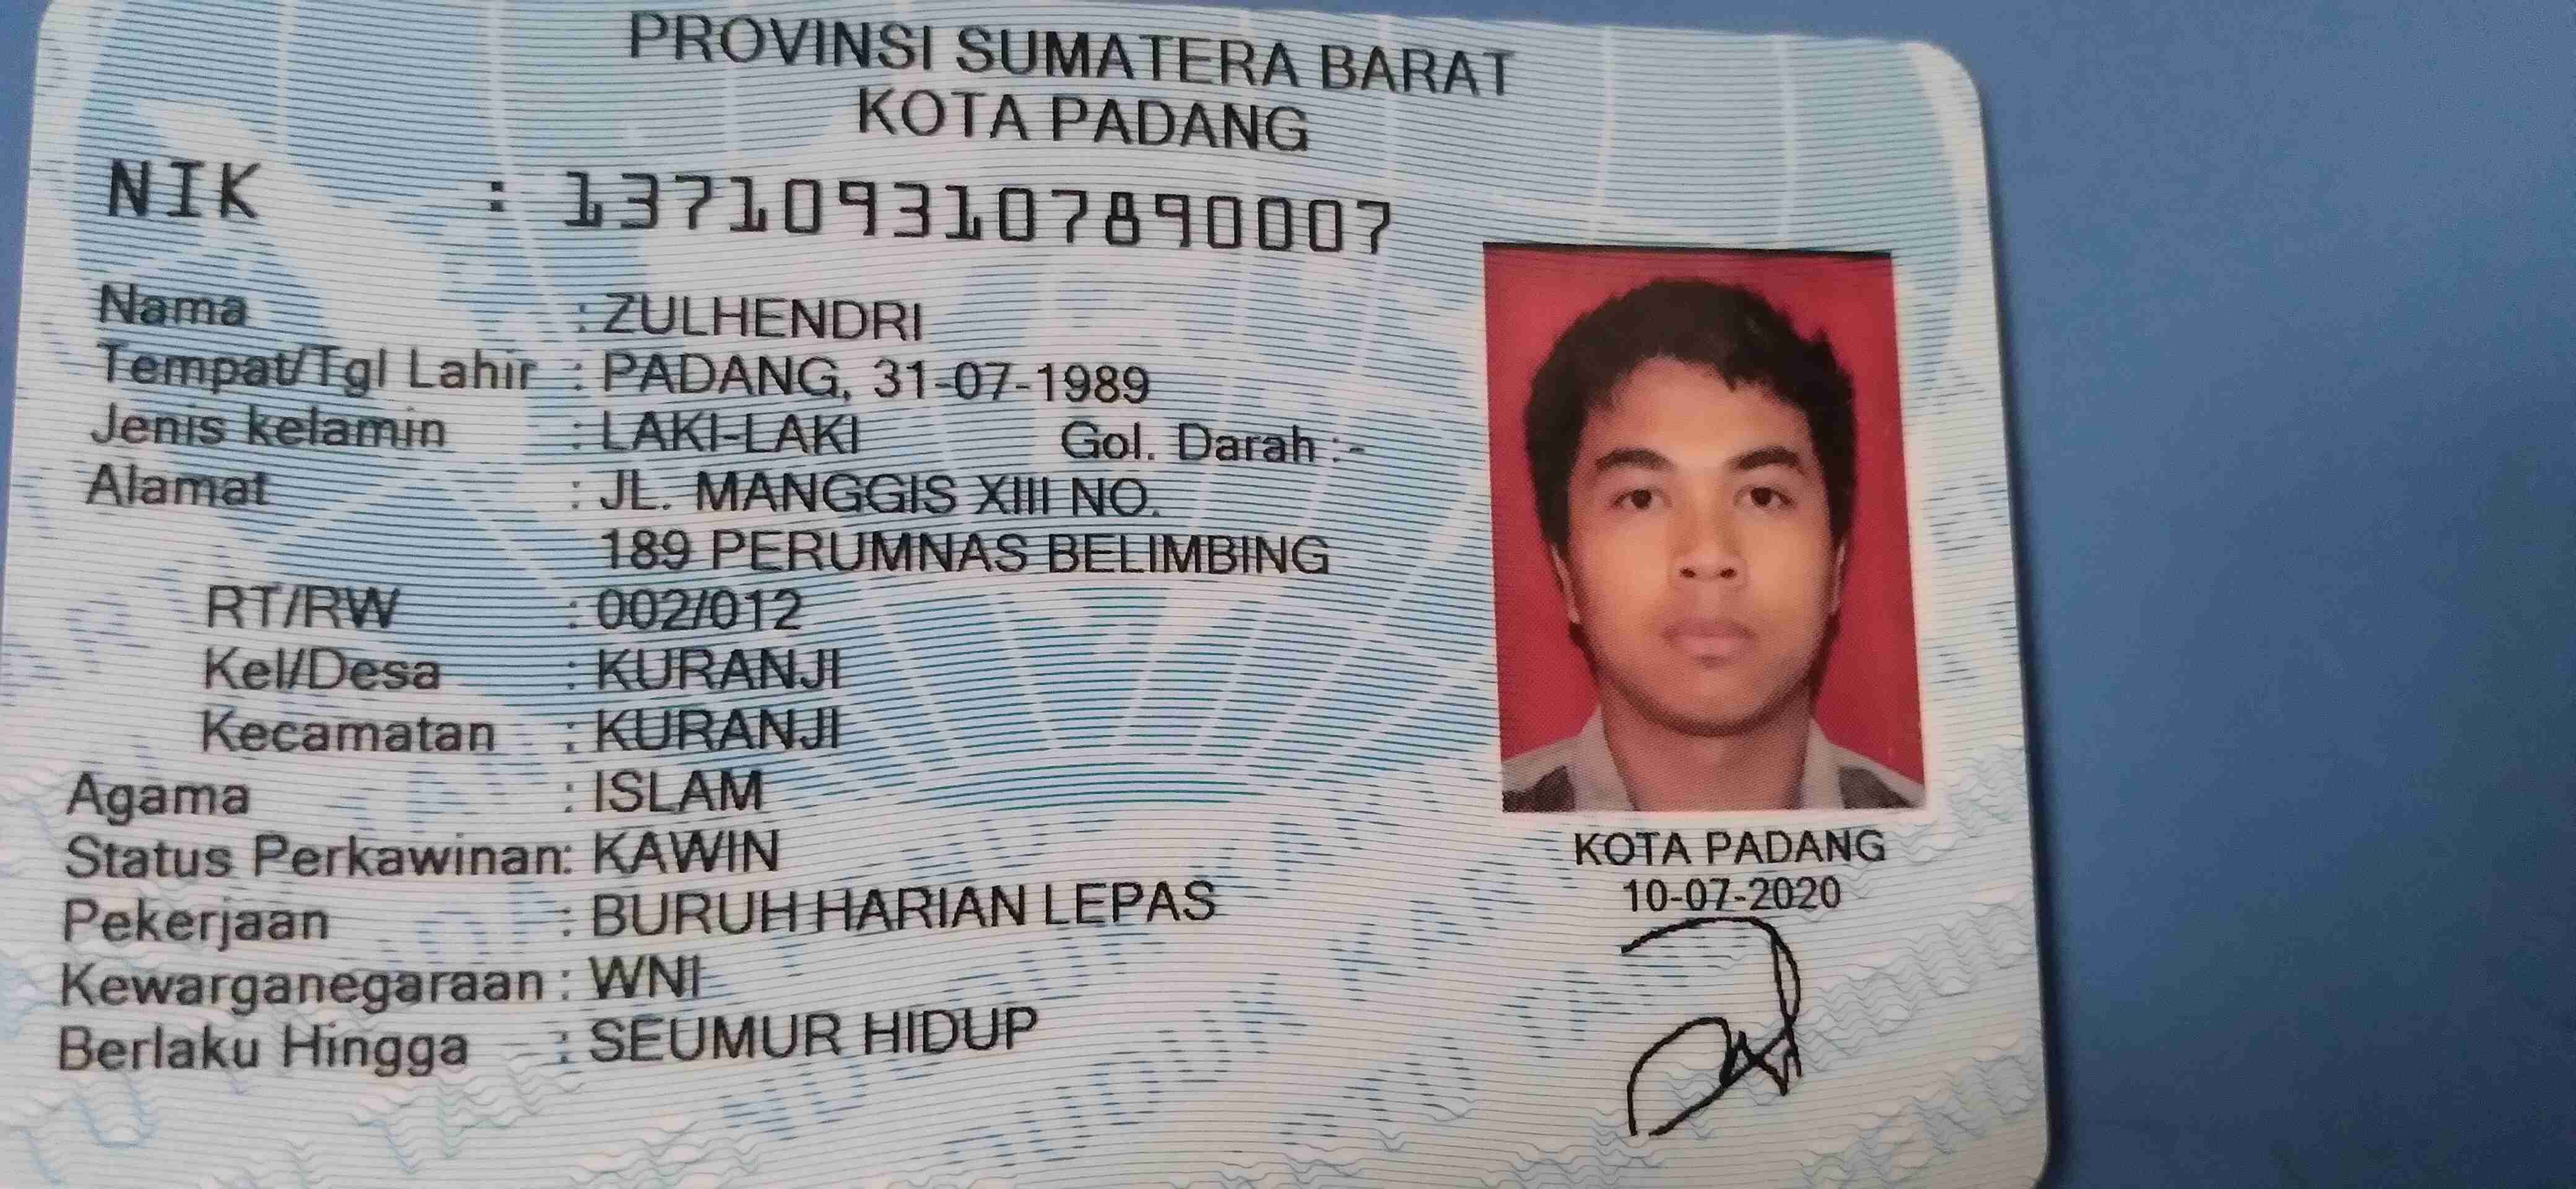 PROVINSI SUMATERA BARAT
KOTA PADANG
NIK : 1371093107890007
Nama : ZULHENDRI
Tempat/Tgl Lahir : PADANG, 31-07-1989
Jenis kelamin : LAKI-LAKI Gol. Darah :-
Alamat : JL. MANGGIS XIII NO.
189 PERUMNAS BELIMBING
RT/RW : 002/012
Kel/Desa : KURANJI
Kecamatan : KURANJI
Agama : ISLAM
Status Perkawinan: KAWIN
Pekerjaan : BURUH HARIAN LEPAS
Kewarganegaraan : WNI
Berlaku Hingga : SEUMUR HIDUP
KOTA PADANG
10-07-2020